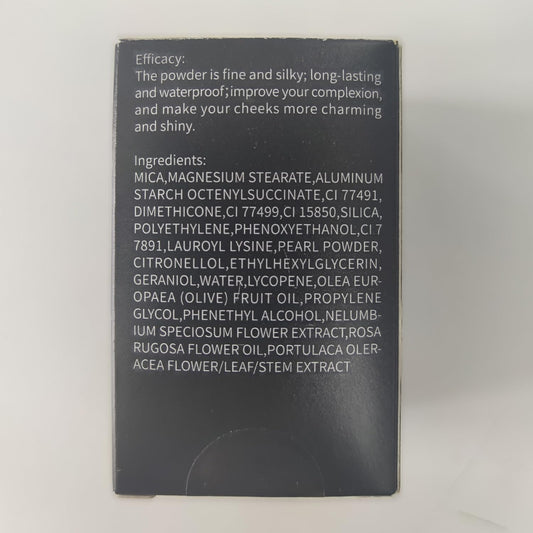 Efficacy:
The powder is fine and silky; long-lasting
and waterproof; improve your complexion,
and make your cheeks more charming
and shiny.
Ingredients:
MICA,MAGNESIUM STEARATE,ALUMINUM
STARCH OCTENYLSUCCINATE,CI 77491,
DIMETHICONE,CI 77499,CI 15850,SILICA,
POLYETHYLENE,PHENOXYETHANOL,CI 7
7891,LAUROYL LYSINE,PEARL POWDER,
CITRONELLOL,ETHYLHEXYLGLYCERIN,
GERANIOL,WATER,LYCOPENE,OLEA EUR-
OPAEA (OLIVE) FRUIT OIL,PROPYLENE
GLYCOL,PHENETHYL ALCOHOL,NELUMB-
IUM SPECIOSUM FLOWER EXTRACT,ROSA
RUGOSA FLOWER OIL,PORTULACA OLER-
ACEA FLOWER/LEAF/STEM EXTRACT